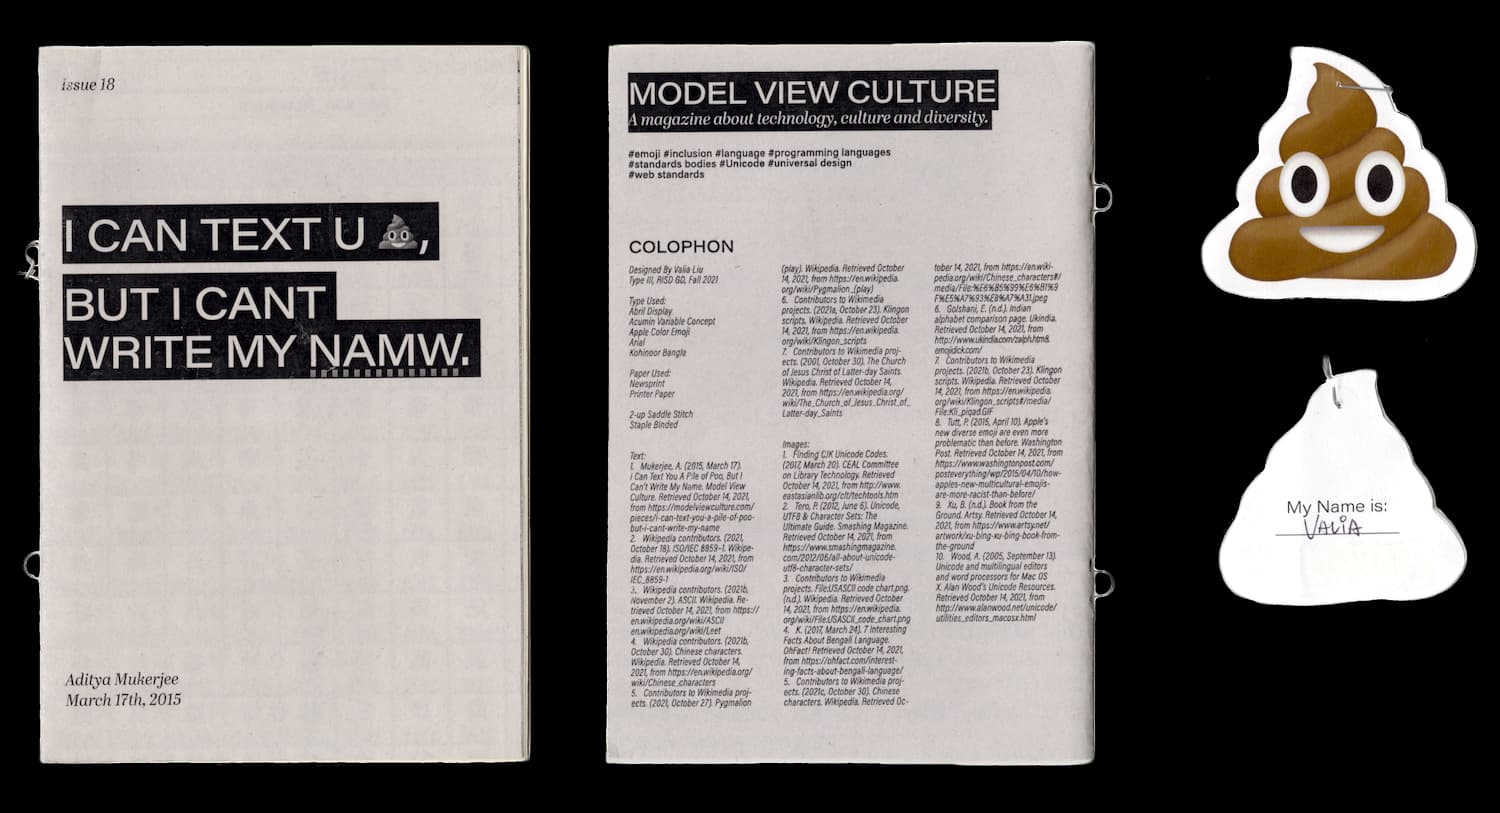 issue 18
I CAN TEXT U 💩,
BUT I CANT
WRITE MY NAMW.
Aditya Mukerjee
March 17th, 2015
MODEL VIEW CULTURE
A magazine about technology, culture and diversity.
#emoji #inclusion #language #programming languages
#standards bodies #Unicode #universal design
#web standards
COLOPHON
Designed By Valia Liu
Type III, RISD GD, Fall 2021
Type Used:
Abril Display
Acumin Variable Concept
Apple Color Emoji
Arial
Kohinoor Bangla
Paper Used:
Newsprint
Printer Paper
2-up Saddle Stitch
Staple Binded
Text:
1. Mukerjee, A. (2015, March 17).
I Can Text You A Pile of Poo, But I
Can't Write My Name. Model View
Culture. Retrieved October 14, 2021,
from https://modelviewculture.com/
pieces/i-can-text-you-a-pile-of-poo-
but-i-cant-write-my-name
2. Wikipedia contributors. (2021,
October 18). ISO/IEC 8859-1. Wikipe-
dia. Retrieved October 14, 2021, from
https://en.wikipedia.org/wiki/ISO/
IEC_8859-1
3. Wikipedia contributors. (2021b,
November 2). ASCII. Wikipedia. Re-
trieved October 14, 2021, from https://
en.wikipedia.org/wiki/ASCII
en.wikipedia.org/wiki/Leet
4. Wikipedia contributors. (2021b,
October 30). Chinese characters.
Wikipedia. Retrieved October 14,
2021, from https://en.wikipedia.org/
wiki/Chinese_characters
5. Contributors to Wikimedia proj-
ects. (2021, October 27). Pygmalion
(play). Wikipedia. Retrieved October
14, 2021, from https://en.wikipedia.
org/wiki/Pygmalion_(play)
6. Contributors to Wikimedia
projects. (2021a, October 23). Klingon
scripts. Wikipedia. Retrieved October
14, 2021, from https://en.wikipedia.
org/wiki/Klingon_scripts
7. Contributors to Wikimedia proj-
ects. (2001, October 30). The Church
of Jesus Christ of Latter-day Saints.
Wikipedia. Retrieved October 14,
2021, from https://en.wikipedia.org/
wiki/The_Church_of_Jesus_Christ_of_
Latter-day_Saints
Images:
1. Finding CJK Unicode Codes.
(2017, March 20). CEAL Committee
on Library Technology. Retrieved
October 14, 2021, from http://www.
eastasianlib.org/clt/techtools.htm
2. Tero, P. (2012, June 6). Unicode,
UTF8 & Character Sets: The
Ultimate Guide. Smashing Magazine.
Retrieved October 14, 2021, from
https://www.smashingmagazine.
com/2012/06/all-about-unicode-
utf8-character-sets/
3. Contributors to Wikimedia
projects. File:USASCII code chart.png.
(n.d.). Wikipedia. Retrieved October
14, 2021, from https://en.wikipedia.
org/wiki/File:USASCII_code_chart.png
4. K. (2017, March 24). 7 Interesting
Facts About Bengali Language.
OhFact! Retrieved October 14, 2021,
from https://ohfact.com/interest-
ing-facts-about-bengali-language/
5. Contributors to Wikimedia proj-
ects. (2021c, October 30). Chinese
characters. Wikipedia. Retrieved Oc-
tober 14, 2021, from https://en.wiki-
pedia.org/wiki/Chinese_characters#/
6. Golshani, E. (n.d.). Indian
alphabet comparison page. Ukindia.
Retrieved October 14, 2021, from
http://www.ukindia.com/zalph.htm8.
emojidick.com/
7. Contributors to Wikimedia
projects. (2021b, October 23). Klingon
scripts. Wikipedia. Retrieved October
14, 2021, from https://en.wikipedia.
org/wiki/Klingon_scripts#/media/
File:Kli_piqad.GIF
8. Tutt, P. (2015, April 10). Apple's
new diverse emoji are even more
problematic than before. Washington
Post. Retrieved October 14, 2021, from
https://www.washingtonpost.com/
posteverything/wp/2015/04/10/how-
apples-new-multicultural-emojis-
are-more-racist-than-before/
9. Xu, B. (n.d.). Book from the
Ground. Artsy. Retrieved October 14,
2021, from https://www.artsy.net/
artwork/xu-bing-xu-bing-book-from-
the-ground
10. Wood, A. (2005, September 13).
Unicode and multilingual editors
and word processors for Mac OS
X. Alan Wood's Unicode Resources.
Retrieved October 14, 2021, from
http://www.alanwood.net/unicode/
utilities_editors_macosx.html
My Name is:
VALIA